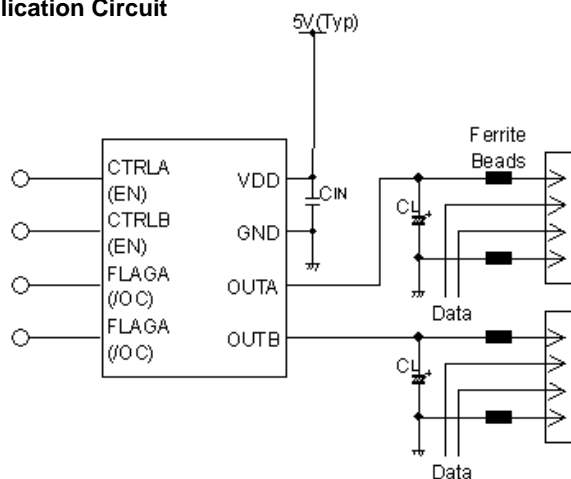 lication Circuit
5V(Typ)
Ferrite
Beads
CTRLA
(EN)
VDD
CIN
CTRLB
(EN)
GND
CL
+
FLAGA
(/OC)
OUTA
Data
FLAGA
(/OC)
OUTB
CL
+
Data